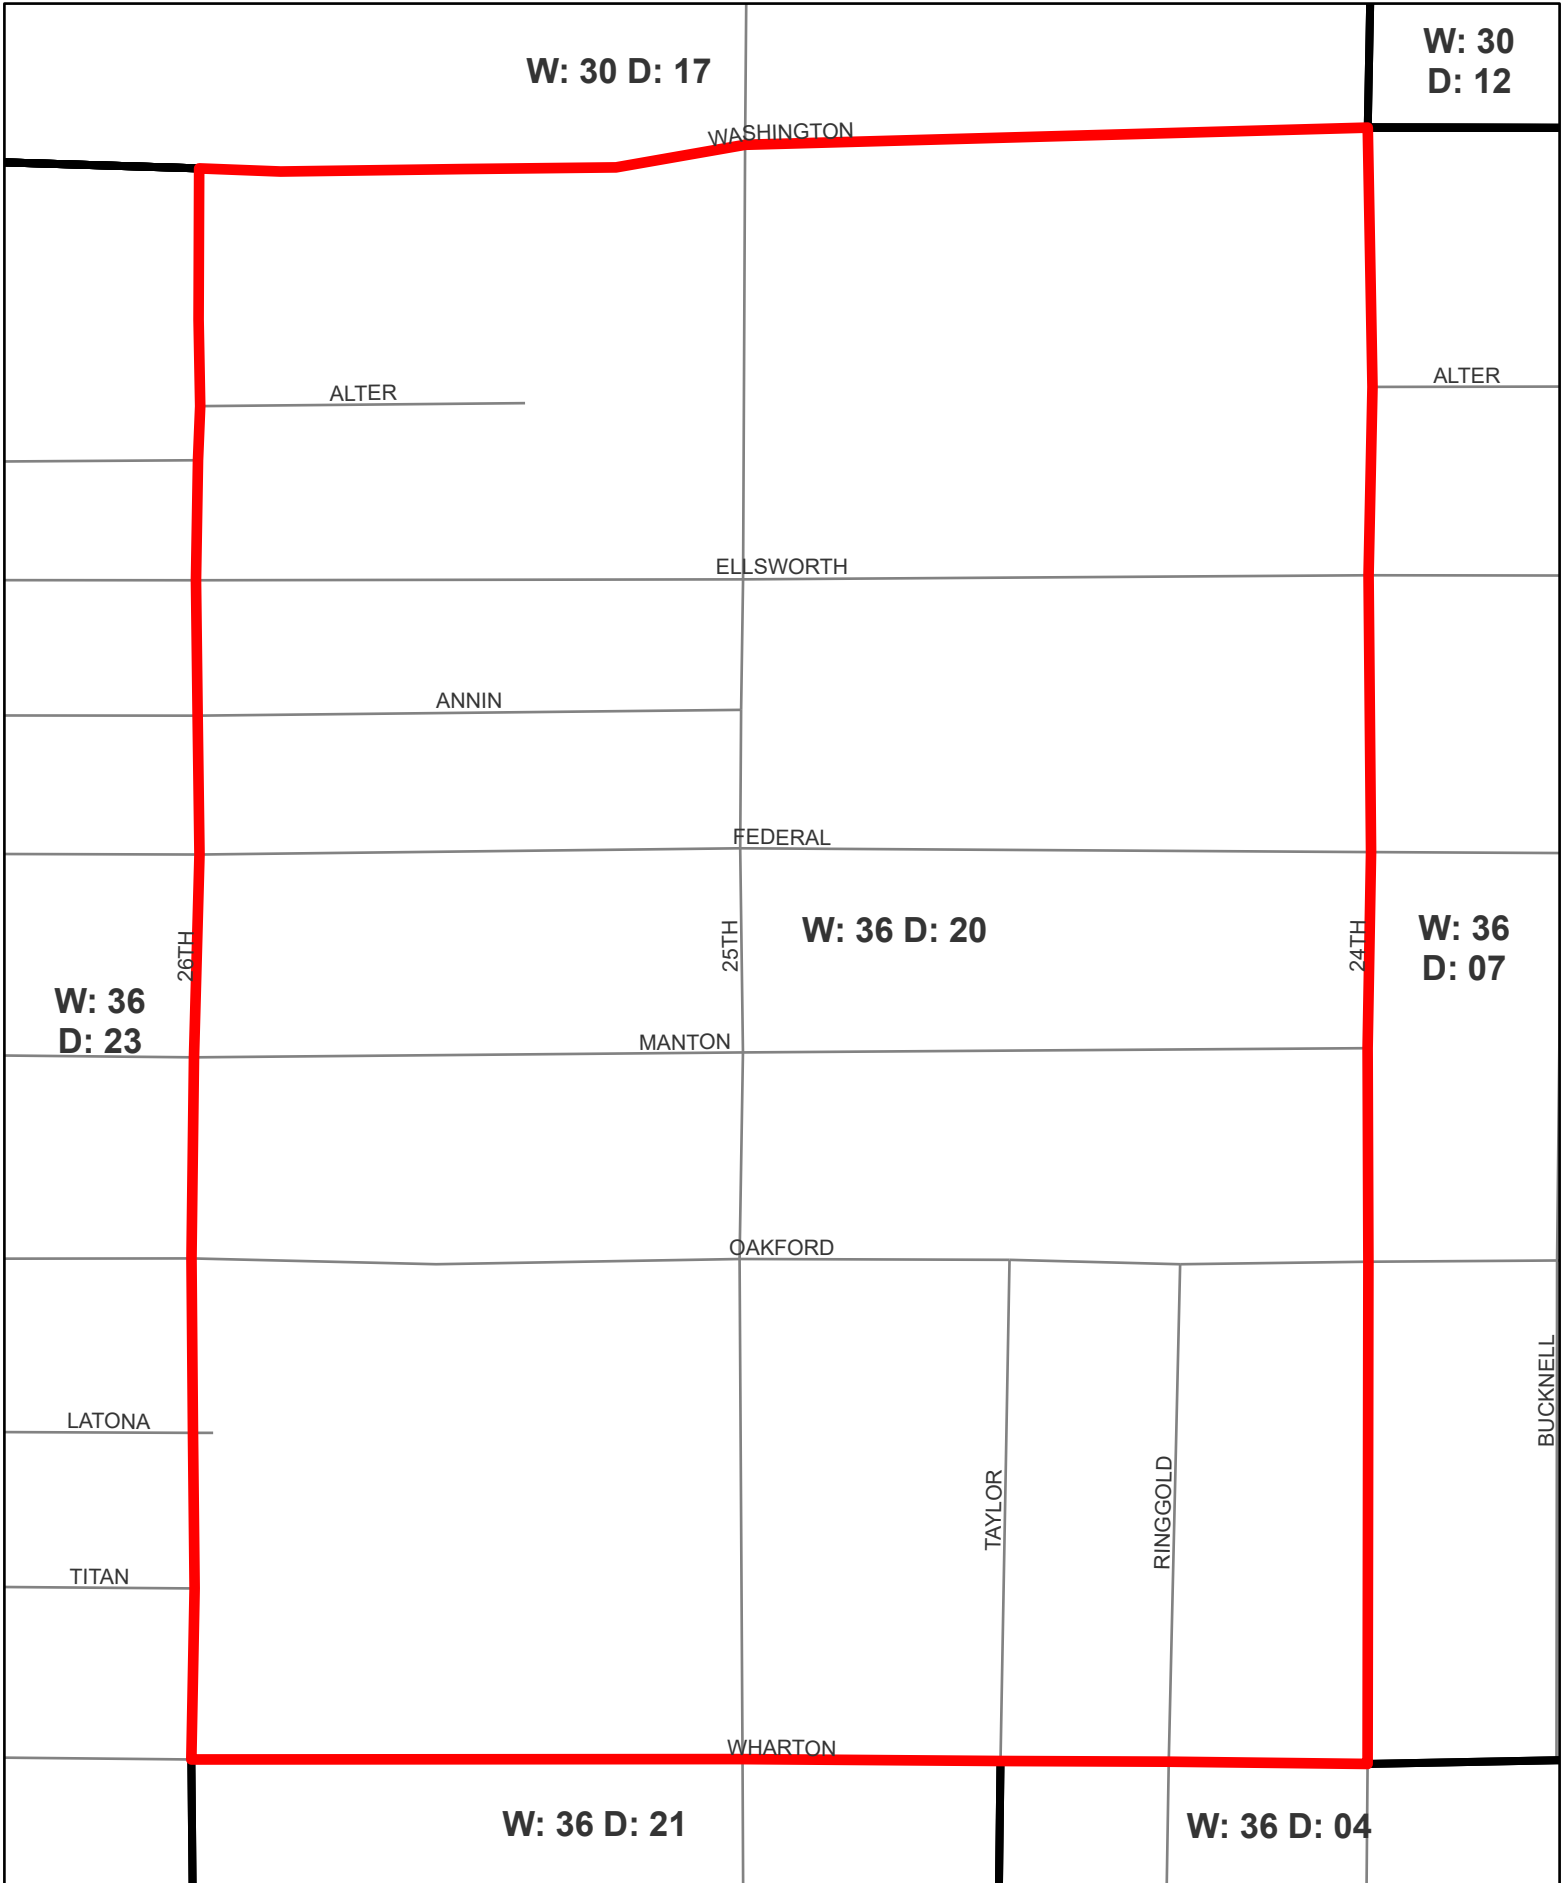 W: 30 D: 17
W: 30
D: 12
WASHINGTON
ALTER
ALTER
ELLSWORTH
ANNIN
FEDERAL
26TH
25TH
W: 36 D: 20
24TH
W: 36
D: 07
W: 36
D: 23
MANTON
OAKFORD
BUCKNELL
LATONA
TAYLOR
RINGGOLD
TITAN
WHARTON
W: 36 D: 21
W: 36 D: 04